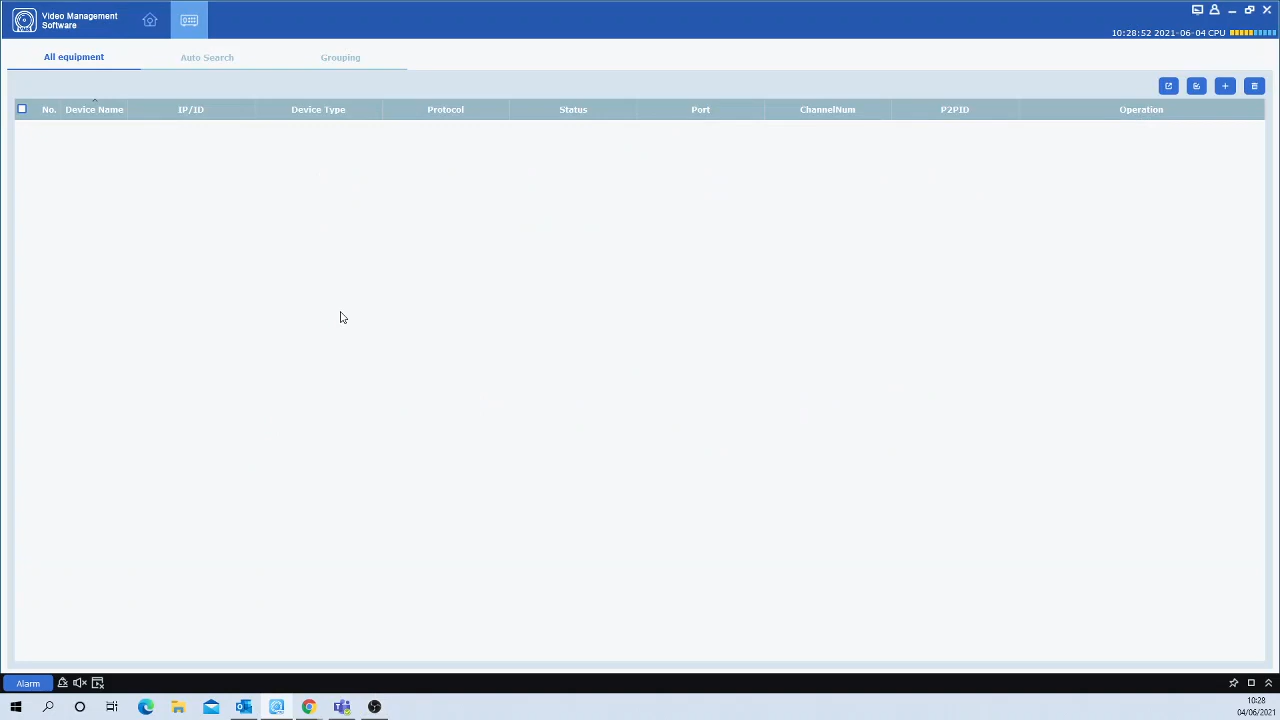 Video Management
Software
10:28:52 2021-06-04 CPU
All equipment
Auto Search
Grouping
No. Device Name IP/ID Device Type Protocol Status Port ChannelNum P2PID Operation
Alarm
10:28
04/06/2021